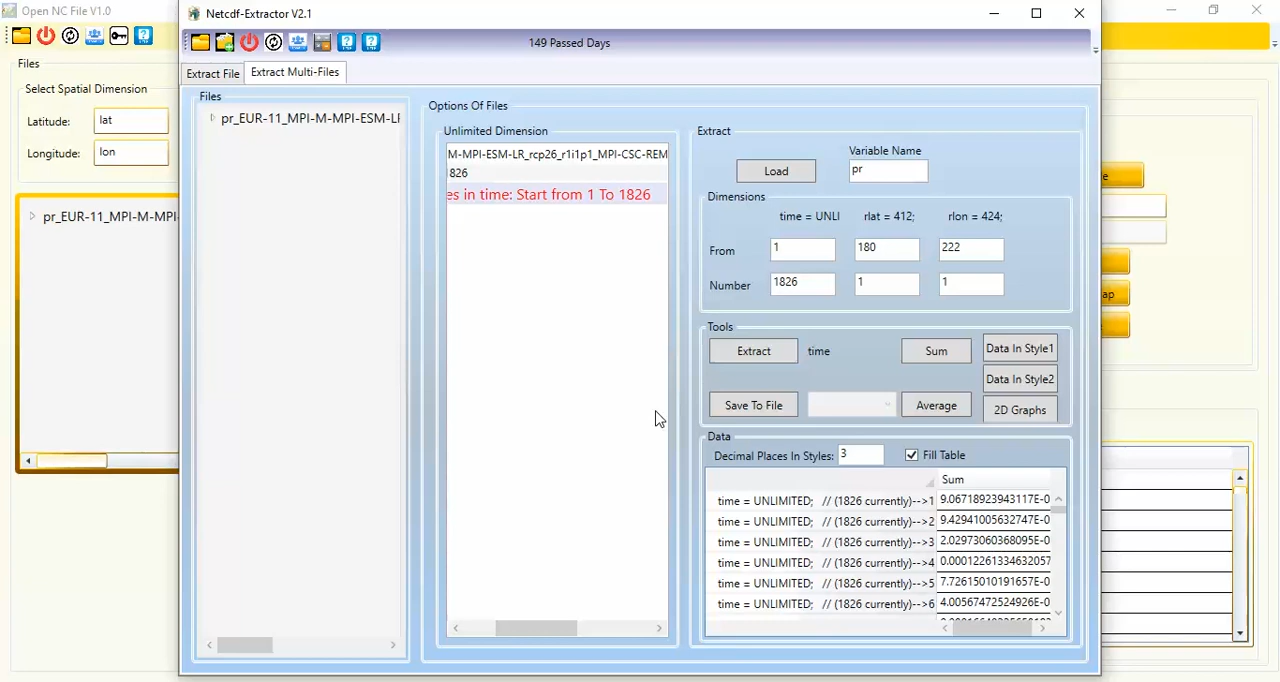 Open NC File V1.0
Files
Select Spatial Dimension
Latitude: lat
Longitude: lon
pr_EUR-11_MPI-M-MPI-
Netcdf-Extractor V2.1
149 Passed Days
Extract File
Extract Multi-Files
Files
pr_EUR-11_MPI-M-MPI-ESM-LI
Options Of Files
Unlimited Dimension
M-MPI-ESM-LR_rcp26_r1i1p1_MPI-CSC-REM
1826
es in time: Start from 1 To 1826
Extract
Load
Variable Name
pr
Dimensions
time = UNLI rlat = 412; rlon = 424;
From 1 180 222
Number 1826 1 1
Tools
Extract time Sum Data In Style1
Data In Style2
Save To File Average 2D Graphs
Data
Decimal Places In Styles: 3 Fill Table
Sum
time = UNLIMITED; // (1826 currently)-->1 9.06718923943117E-0
time = UNLIMITED; // (1826 currently)-->2 9.42941005632747E-0
time = UNLIMITED; // (1826 currently)-->3 2.02973060368095E-0
time = UNLIMITED; // (1826 currently)-->4 0.00012261334632057
time = UNLIMITED; // (1826 currently)-->5 7.72615010191657E-0
time = UNLIMITED; // (1826 currently)-->6 4.00567472524926E-0
e
ap